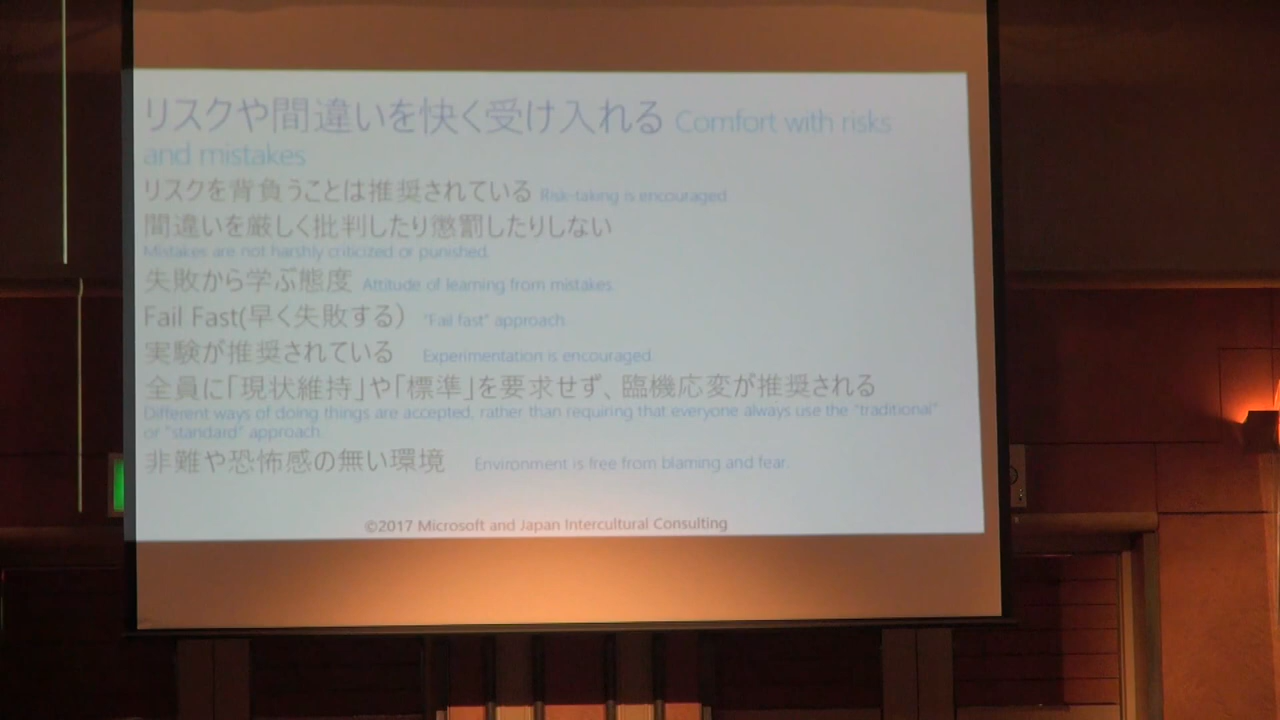 リスクや間違いを快く受け入れる Comfort with risks
and mistakes
リスクを背負うことは推奨されている Risk-taking is encouraged
間違いを厳しく批判したり懲罰したりしない
Mistakes are not harshly criticized or punished.
失敗から学ぶ態度 Attitude of learning from mistakes
Fail Fast(早く失敗する） "Fail fast" approach
実験が推奨されている Experimentation is encouraged.
全員に「現状維持」や「標準」を要求せず、臨機応変が推奨される
Different ways of doing things are accepted, rather than requiring that everyone always use the "traditional"
or "standard" approach.
非難や恐怖感の無い環境 Environment is free from blaming and fear.
©2017 Microsoft and Japan Intercultural Consulting